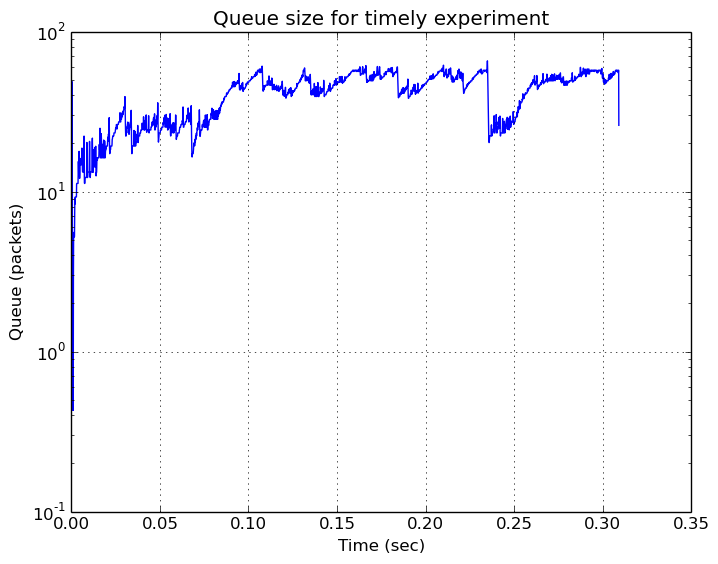 Queue size for timely experiment
10^2
10^1
10^0
10^-1
Queue (packets)
0.00 0.05 0.10 0.15 0.20 0.25 0.30 0.35
Time (sec)